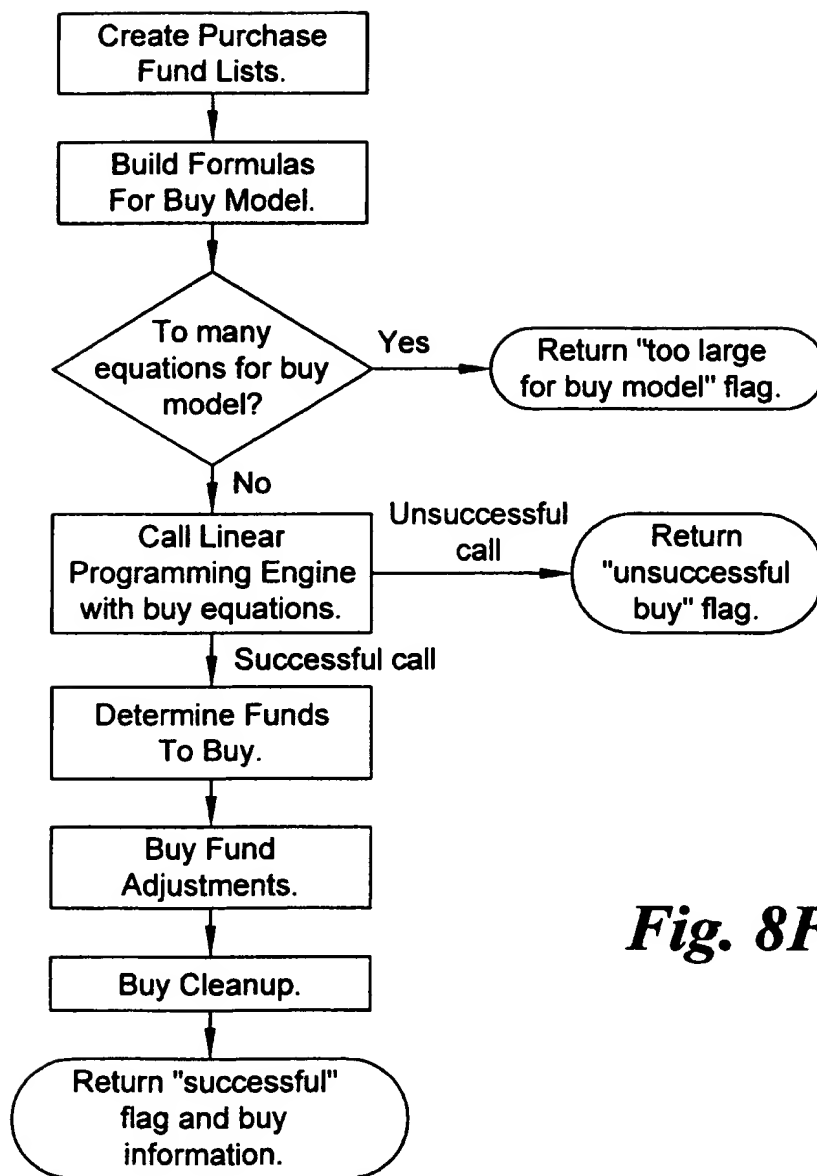 Create Purchase
Fund Lists.
Build Formulas
For Buy Model.
To many
equations for buy
model?
Yes
Return "too large
for buy model" flag.
No
Call Linear
Programming Engine
with buy equations.
Unsuccessful
call
Return
"unsuccessful
buy" flag.
Successful call
Determine Funds
To Buy.
Buy Fund
Adjustments.
Buy Cleanup.
Return "successful"
flag and buy
information.
Fig. 8F